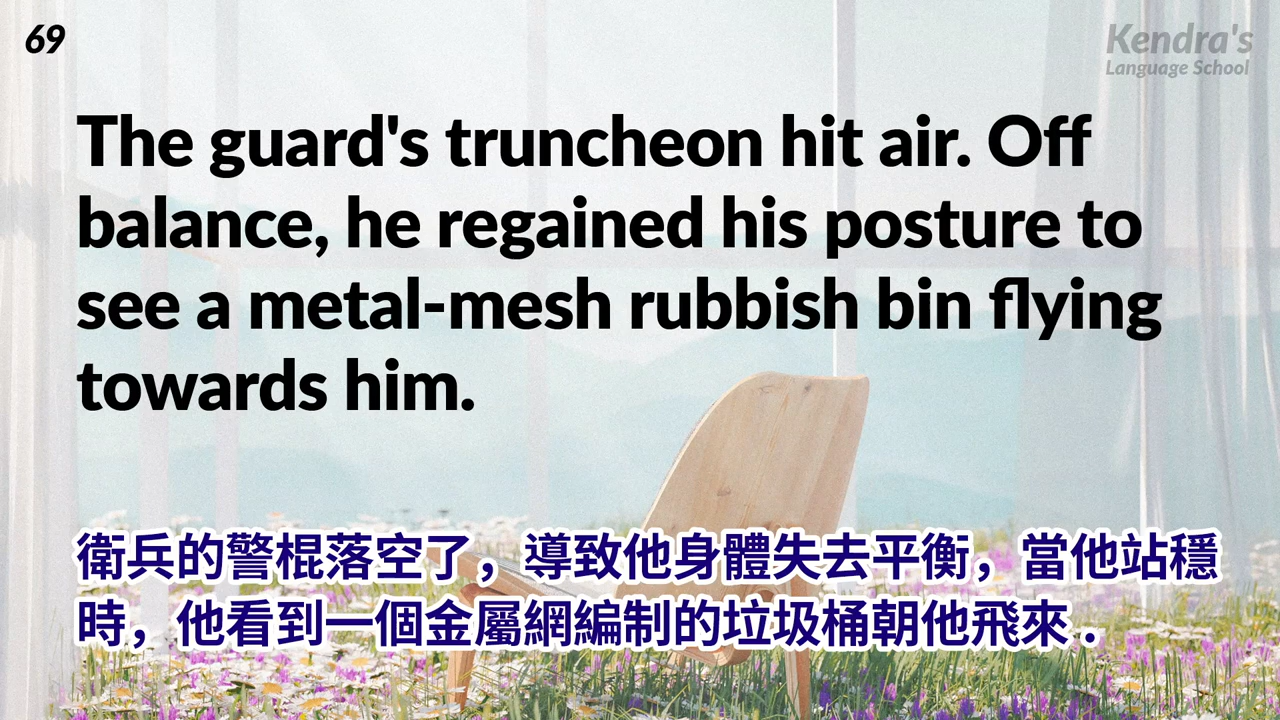 69
Kendra's
Language School
The guard's truncheon hit air. Off
balance, he regained his posture to
see a metal-mesh rubbish bin flying
towards him.
衛兵的警棍落空了，導致他身體失去平衡，當他站穩
時，他看到一個金屬網編制的垃圾桶朝他飛來 .